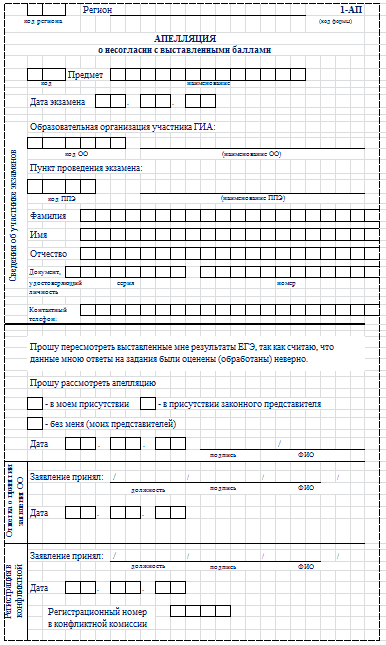 Регион 1-АП
код региона (код формы)
АПЕЛЛЯЦИЯ
о несогласии с выставленными баллами
Сведения об участнике экзаменов
Предмет
код наименование
Дата экзамена . .
Образовательная организация участника ГИА:
код ОО (наименование ОО)
Пункт проведения экзамена:
код ППЭ (наименование ППЭ)
Фамилия
Имя
Отчество
Документ,
удостоверяющий серия номер
личность
Контактный
телефон:
Прошу пересмотреть выставленные мне результаты ЕГЭ, так как считаю, что
данные мною ответы на задания были оценены (обработаны) неверно.
Прошу рассмотреть апелляцию
- в моем присутствии - в присутствии законного представителя
- без меня (моих представителей)
Дата . . /
подпись ФИО
Отметка о принятии
заявления ОО
Заявление принял: / / / /
должность подпись ФИО
Дата . .
Регистрация в
конфликтной
Заявление принял: / / / /
должность подпись ФИО
Дата . .
Регистрационный номер
в конфликтной комиссии